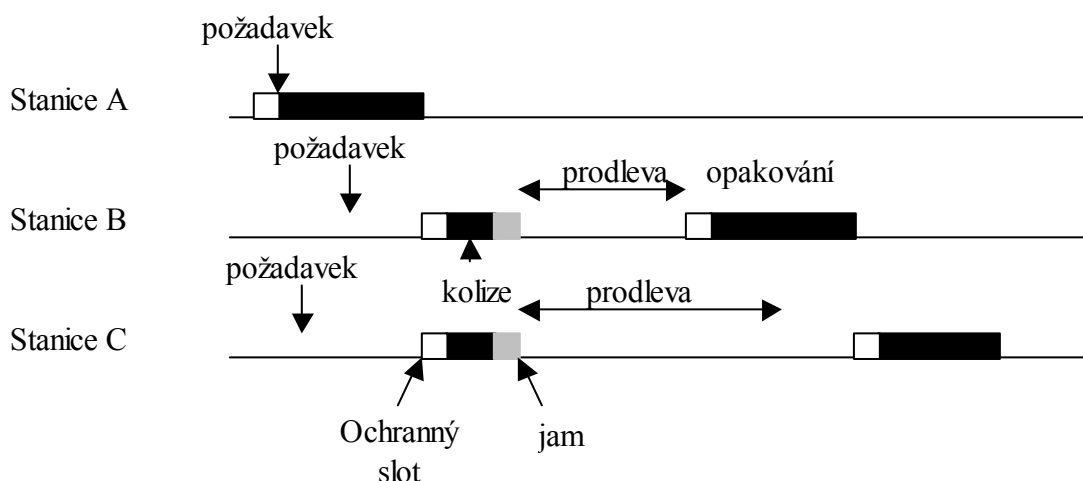 požadavek
Stanice A
požadavek
prodleva opakování
Stanice B
požadavek
kolize prodleva
Stanice C
Ochranný
slot
jam